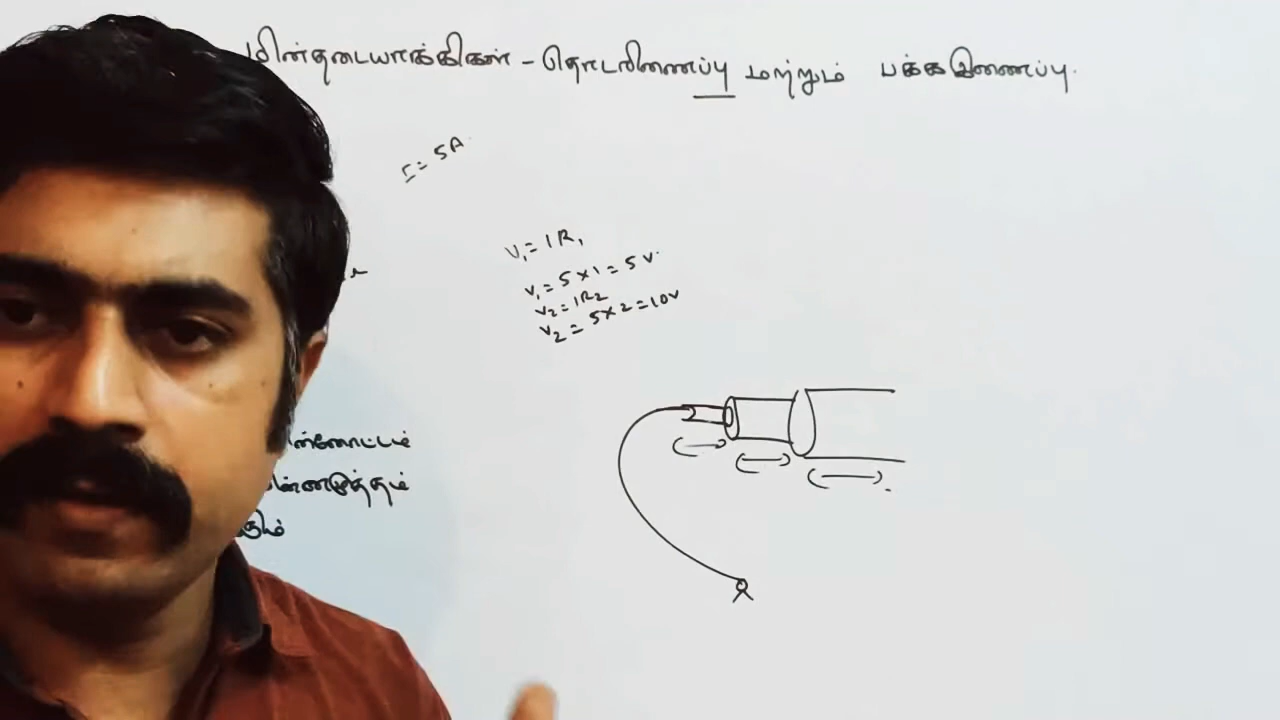 மின்தடையாக்கிகள் - தொடரிணைப்பு மற்றும் பக்கஇணைப்பு.
I = 5A.
V₁ = IR₁
V₁ = 5 × 1 = 5V.
V₂ = IR₂
V₂ = 5 × 2 = 10V